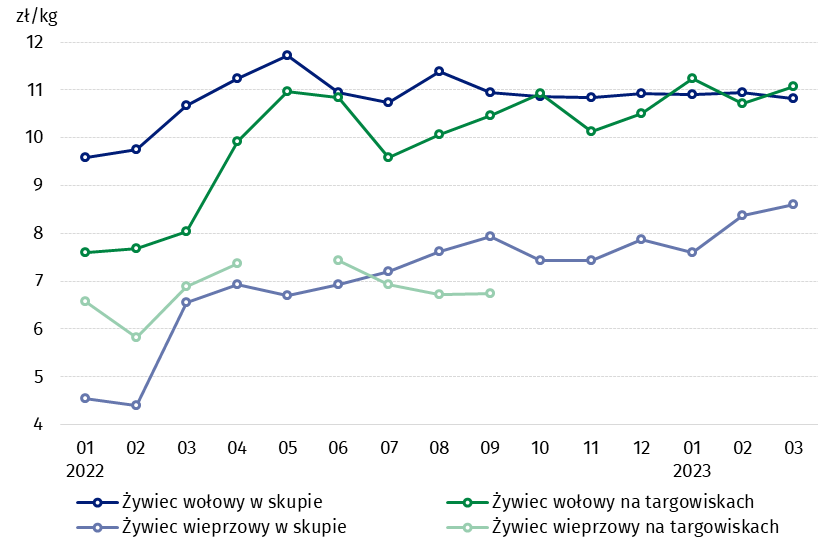 zł/kg
12
11
10
9
8
7
6
5
4
01 02 03 04 05 06 07 08 09 10 11 12 01 02 03
2022 2023
Żywiec wołowy w skupie Żywiec wołowy na targowiskach
Żywiec wieprzowy w skupie Żywiec wieprzowy na targowiskach